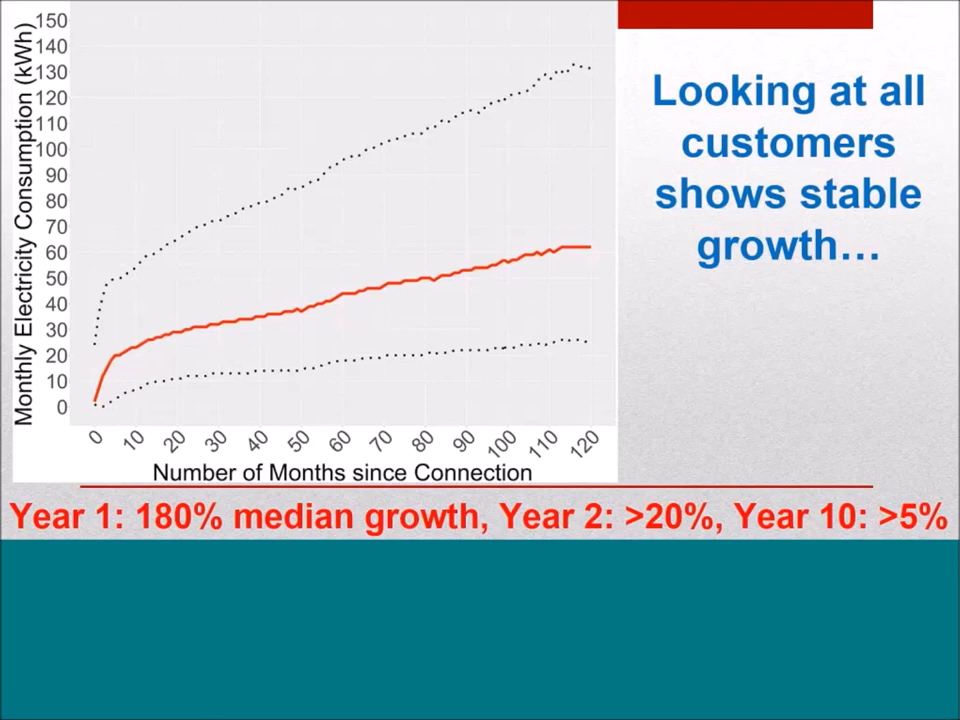 Monthly Electricity Consumption (kWh)
150
140
130
120
110
100
90
80
70
60
50
40
30
20
10
0
0 10 20 30 40 50 60 70 80 90 100 110 120
Number of Months since Connection
Looking at all
customers
shows stable
growth…
Year 1: 180% median growth, Year 2: >20%, Year 10: >5%